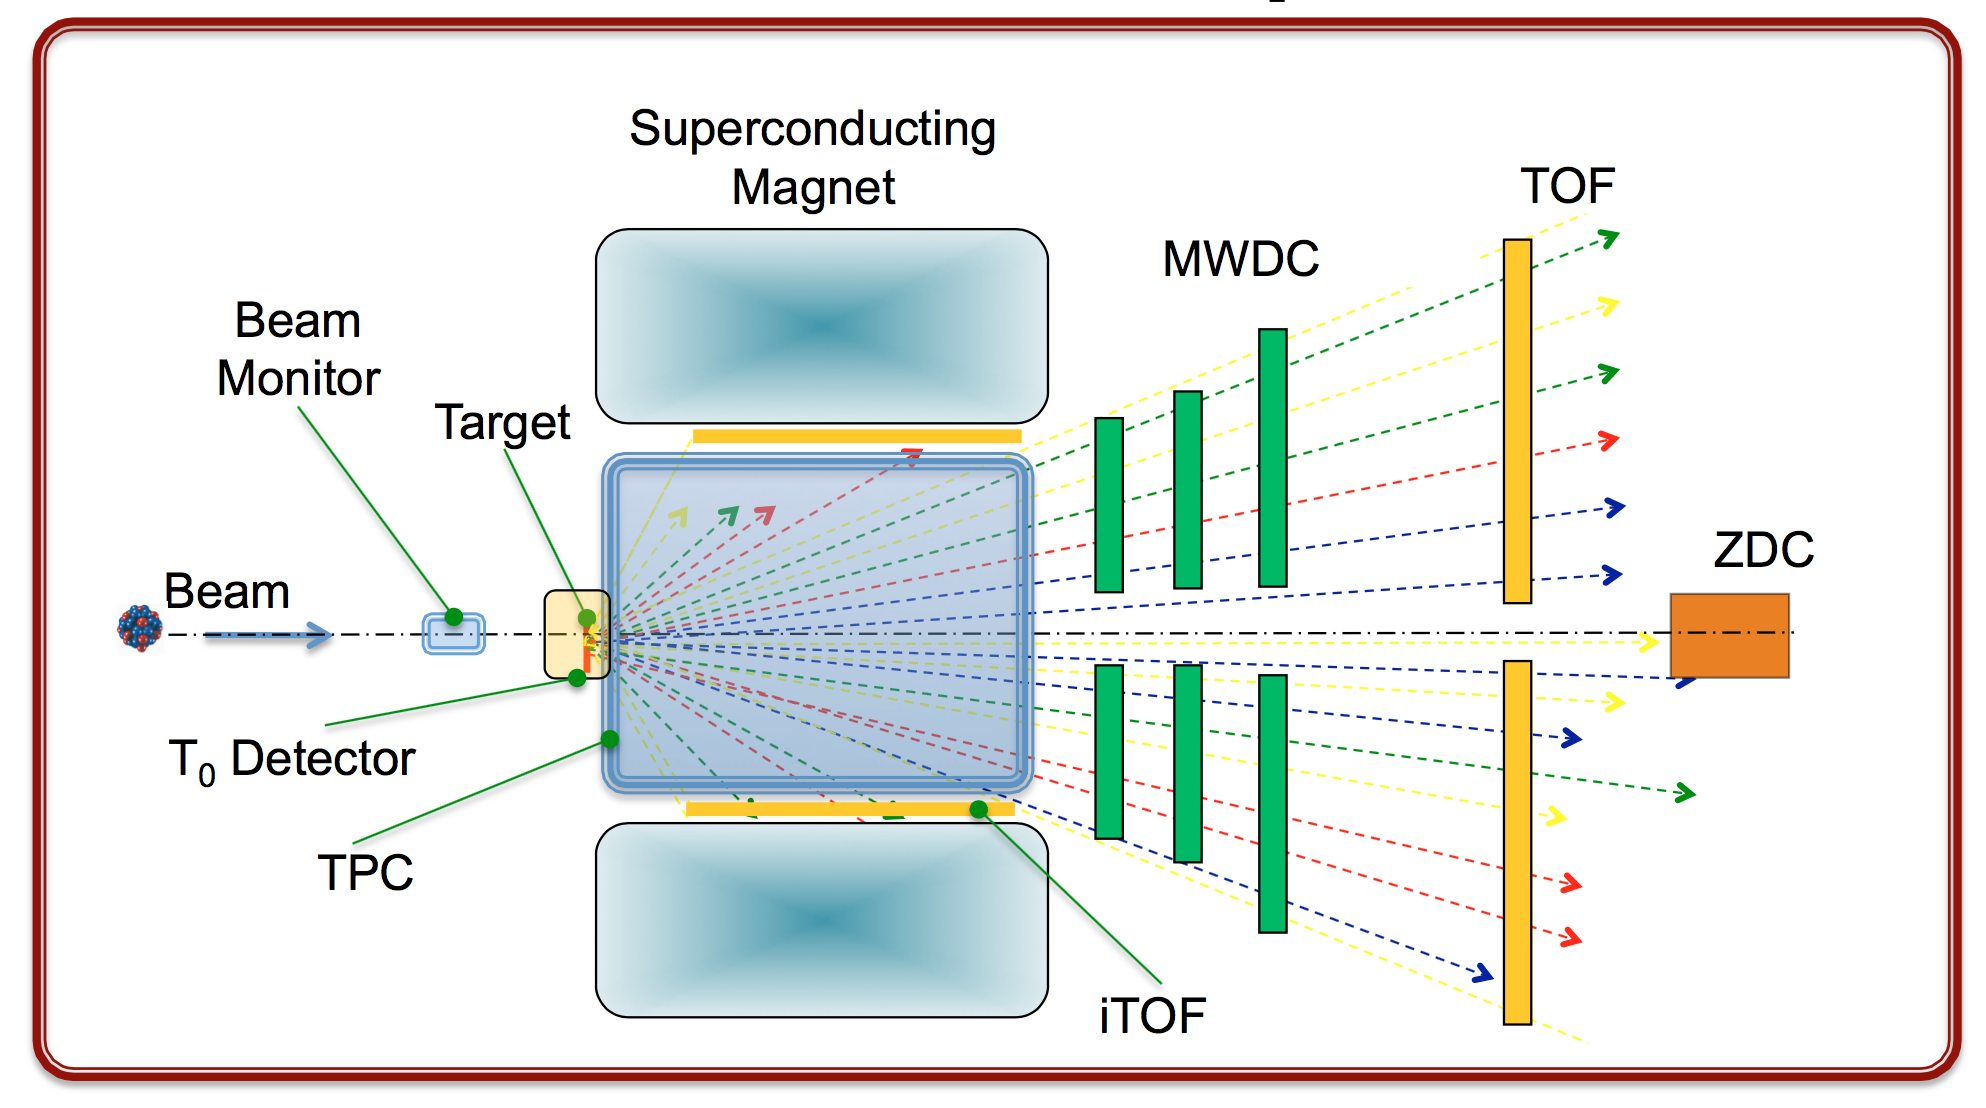 Superconducting
Magnet
TOF
MWDC
Beam
Monitor
Target
ZDC
Beam
T0 Detector
TPC
iTOF